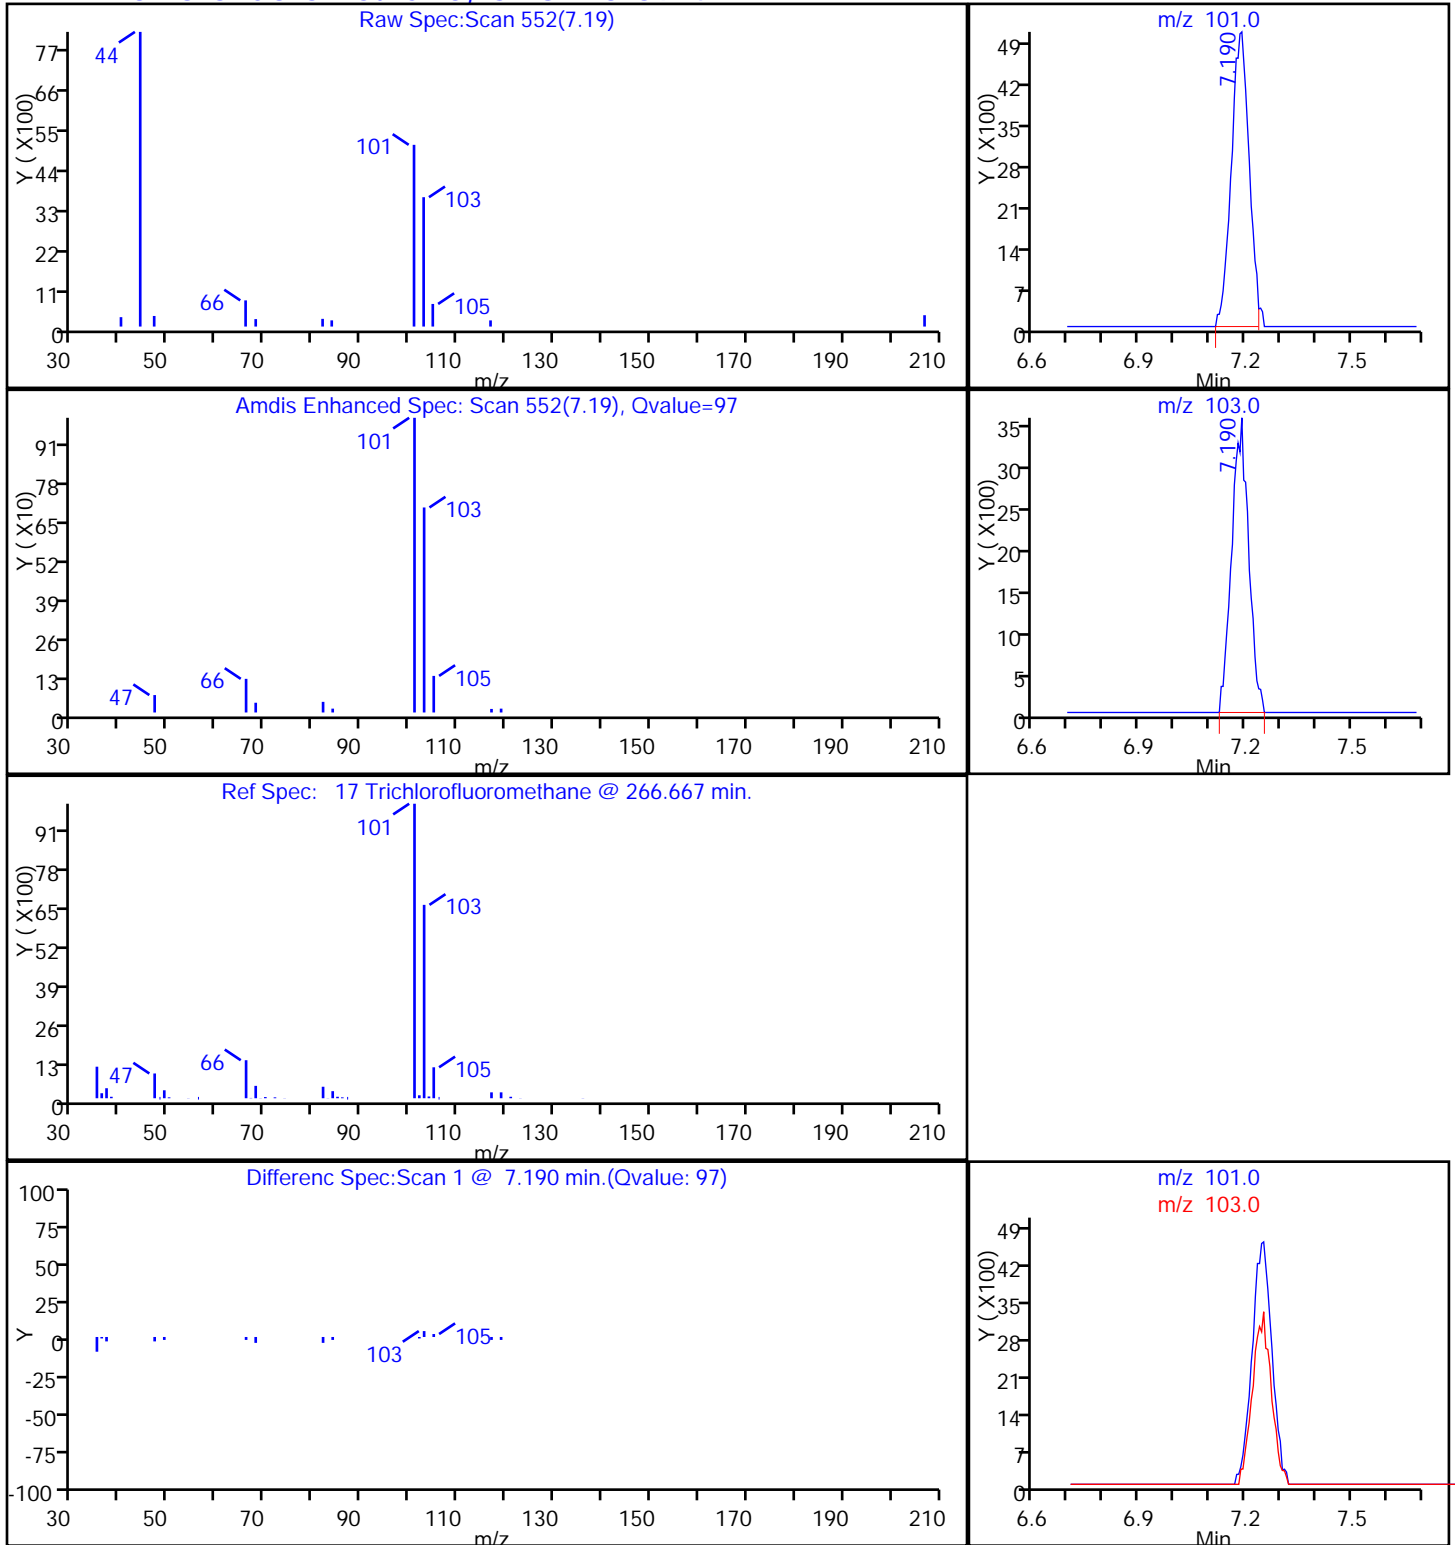 Raw Spec:Scan 552(7.19)
Y ( X100)
77
66
55
44
33
22
11
0
44
101
103
66
105
30 50 70 90 110 130 150 170 190 210
m/z
m/z 101.0
Y ( X100)
49
42
35
28
21
14
7
0
7.190
6.6 6.9 7.2 7.5
Min
Amdis Enhanced Spec: Scan 552(7.19), Qvalue=97
Y ( X10)
91
78
65
52
39
26
13
0
101
103
47
66
105
30 50 70 90 110 130 150 170 190 210
m/z
m/z 103.0
Y ( X100)
35
30
25
20
15
10
5
0
7.190
6.6 6.9 7.2 7.5
Min
Ref Spec: 17 Trichlorofluoromethane @ 266.667 min.
Y ( X100)
91
78
65
52
39
26
13
0
101
103
47
66
105
30 50 70 90 110 130 150 170 190 210
m/z
Differenc Spec:Scan 1 @ 7.190 min.(Qvalue: 97)
Y
100
75
50
25
0
-25
-50
-75
-100
103
105
30 50 70 90 110 130 150 170 190 210
m/z
m/z 101.0
m/z 103.0
Y ( X100)
49
42
35
28
21
14
7
0
6.6 6.9 7.2 7.5
Min